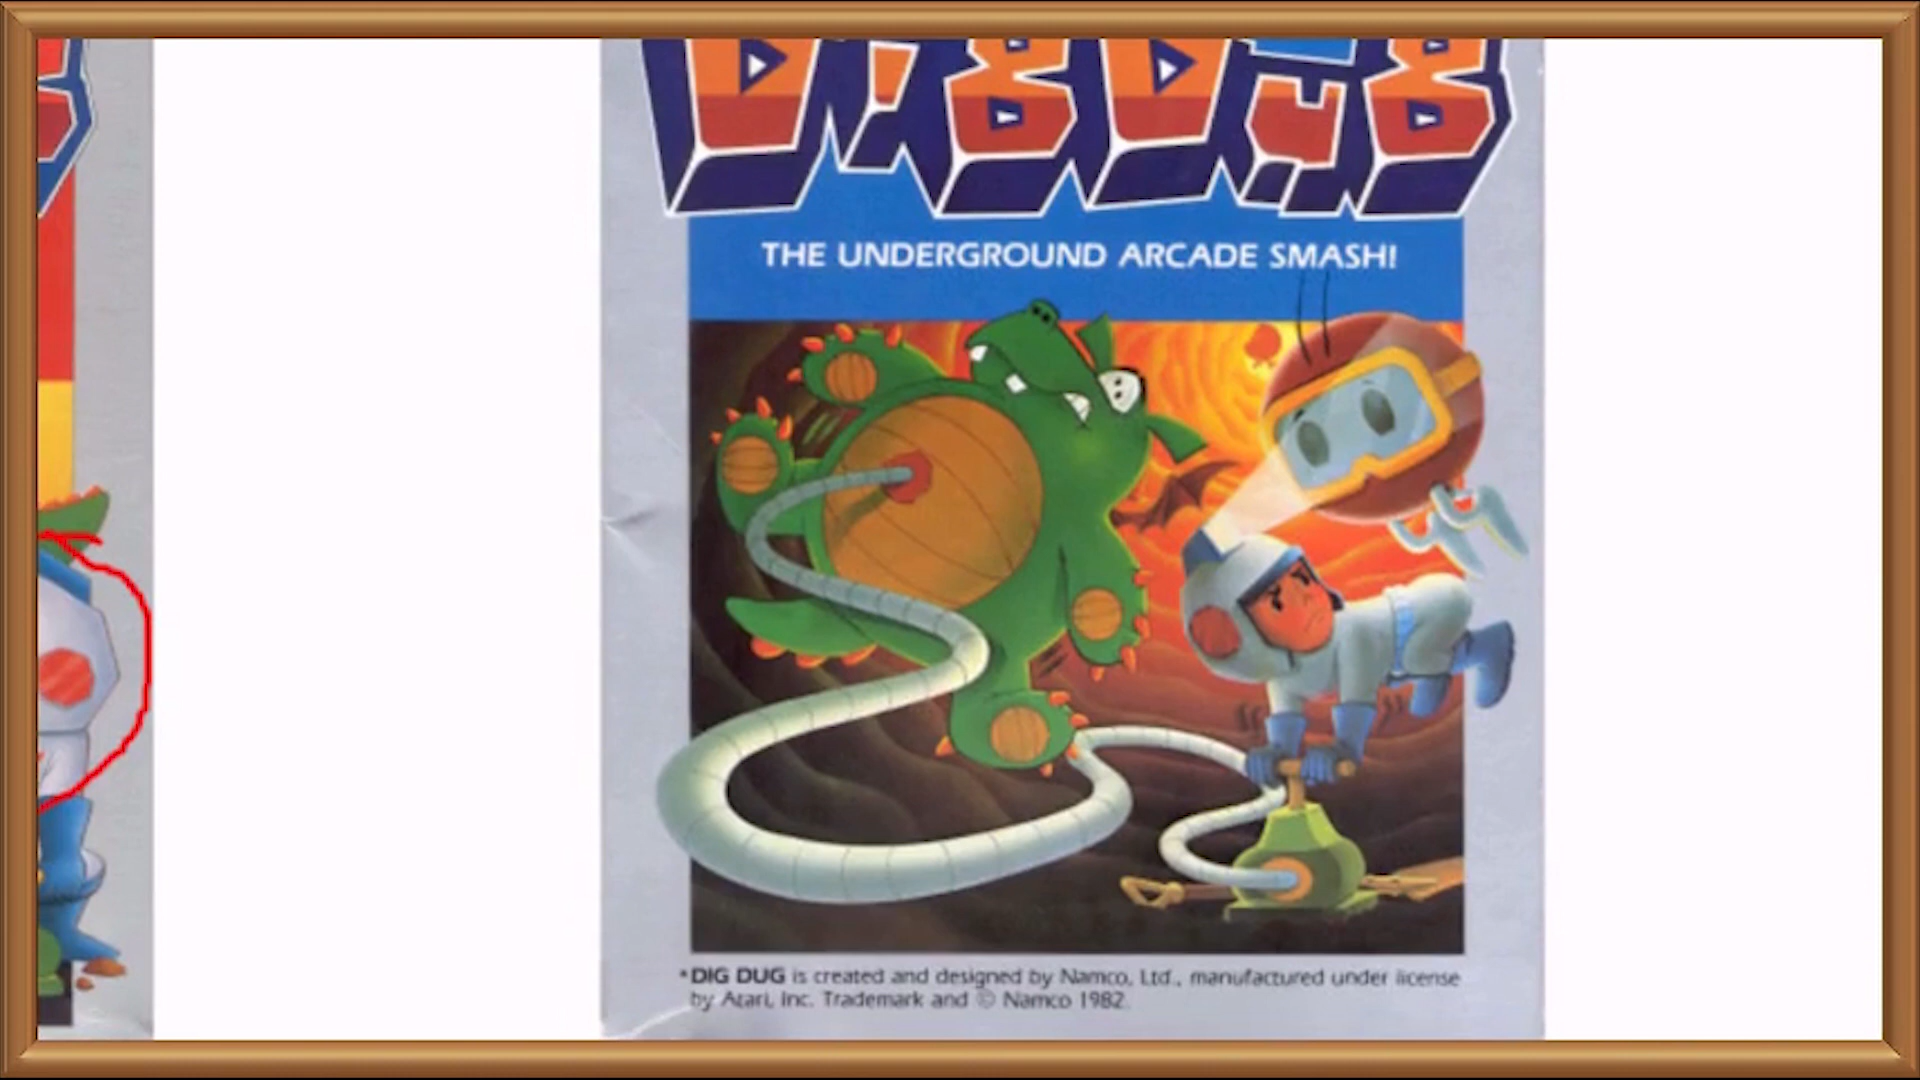 DigDug
THE UNDERGROUND ARCADE SMASH!
*DIG DUG is created and designed by Namco, Ltd., manufactured under license
by Atari, Inc. Trademark and © Namco 1982.